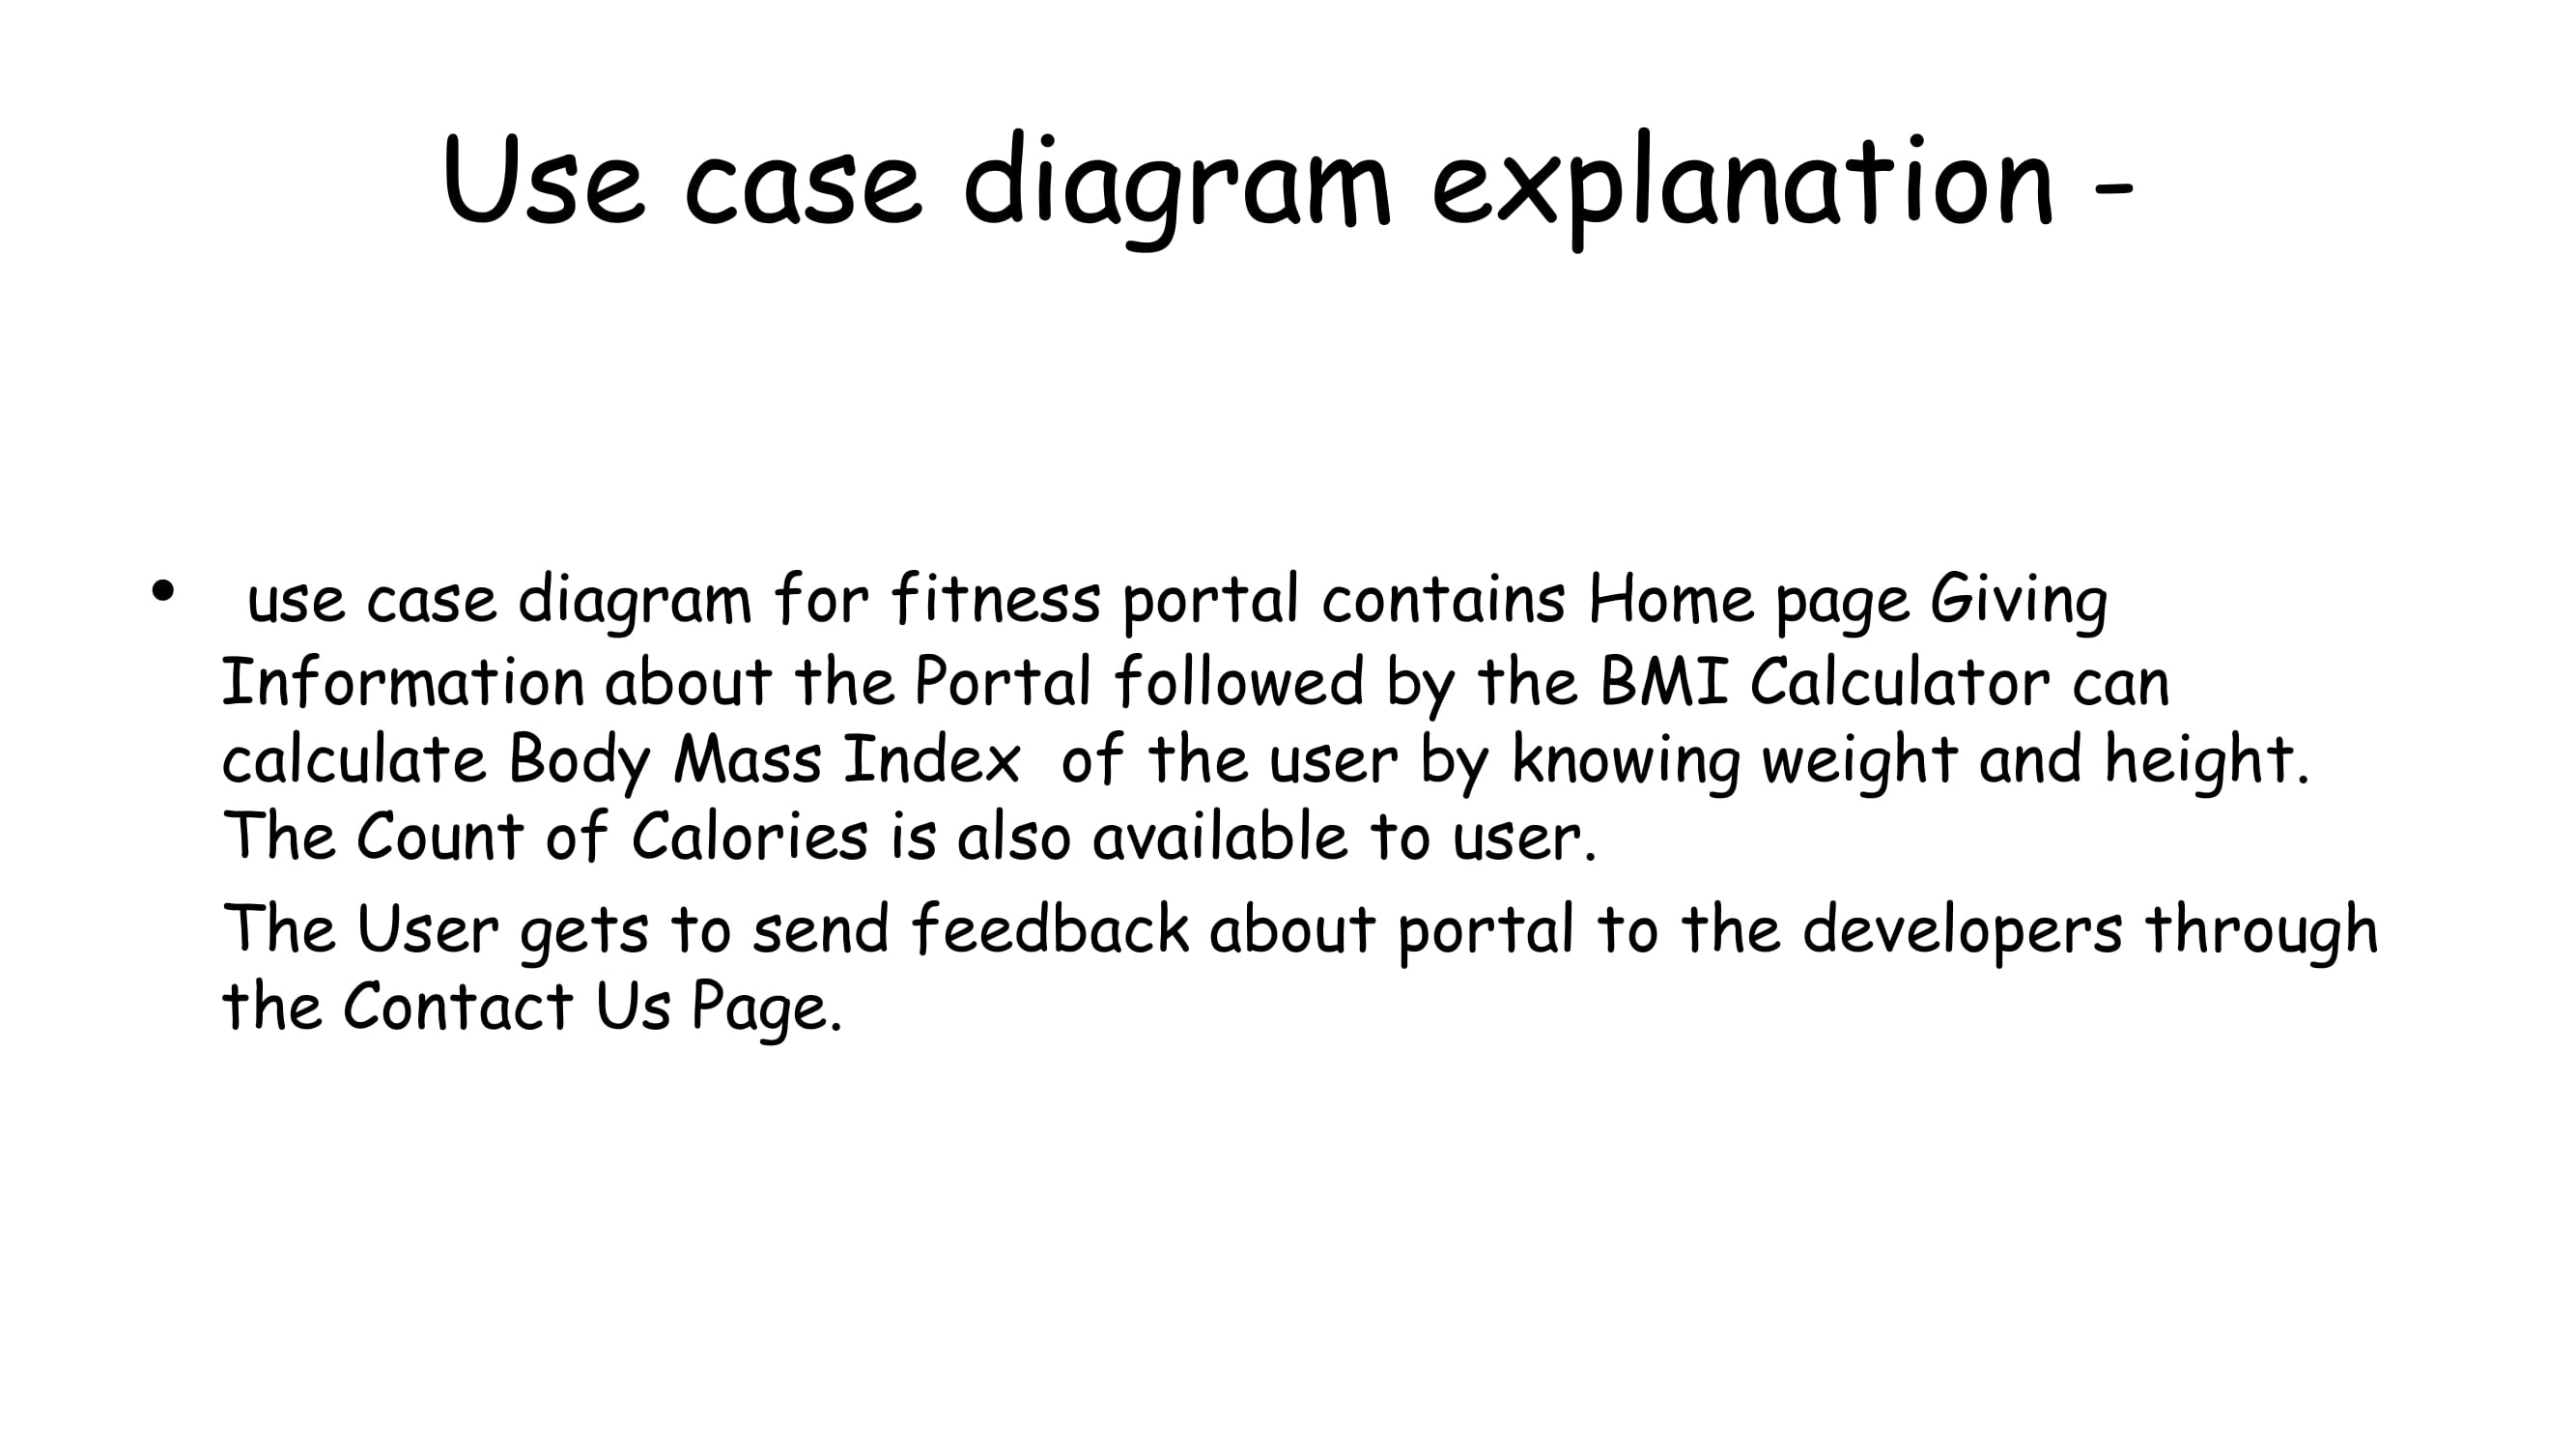 Use case diagram explanation -
• use case diagram for fitness portal contains Home page Giving
Information about the Portal followed by the BMI Calculator can
calculate Body Mass Index  of the user by knowing weight and height.
The Count of Calories is also available to user.
The User gets to send feedback about portal to the developers through
the Contact Us Page.